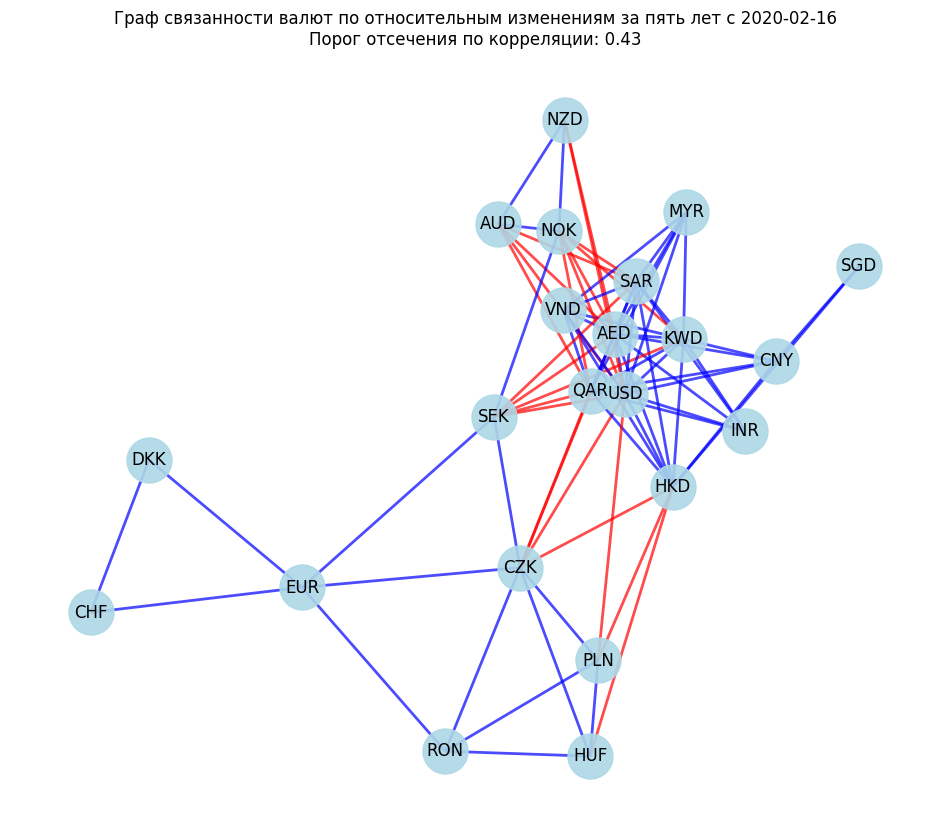 Граф связанности валют по относительным изменениям за пять лет с 2020-02-16
Порог отсечения по корреляции: 0.43
NZD
MYR
AUD
NOK
SGD
SAR
VND
AED
KWD
CNY
QAR
USD
SEK
INR
DKK
HKD
CZK
EUR
CHF
PLN
RON
HUF